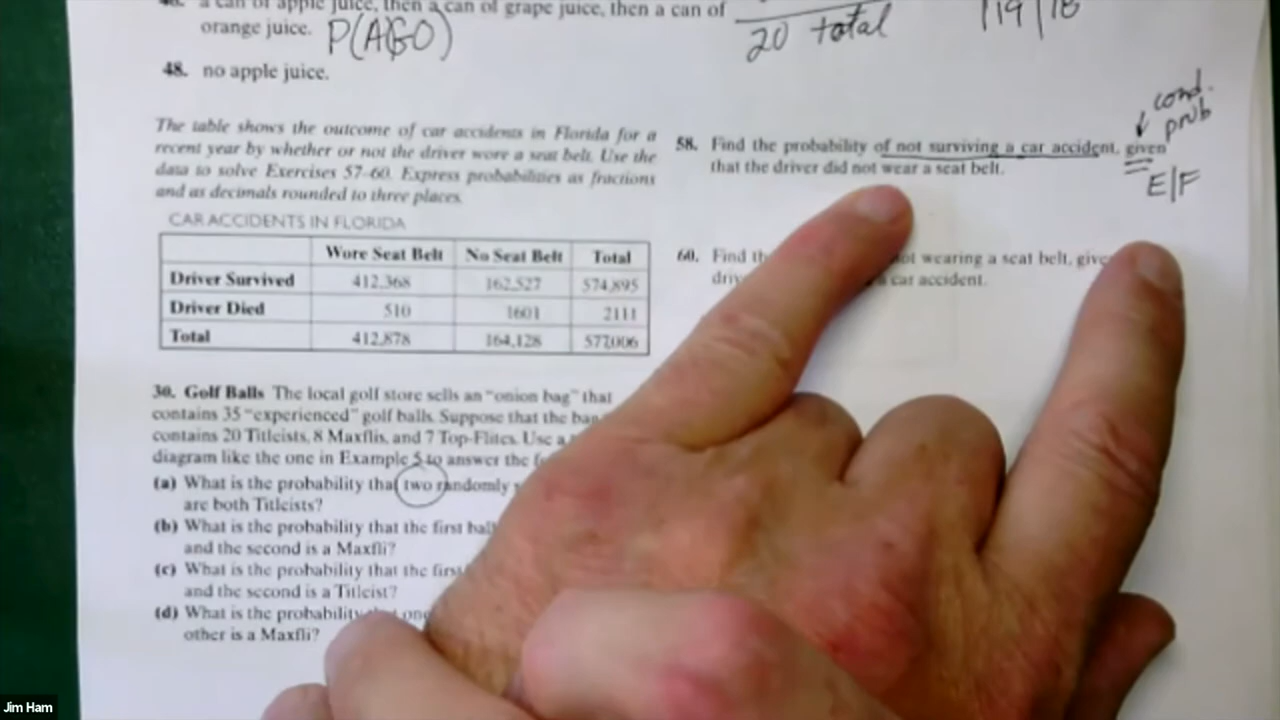 a can of apple juice, then a can of grape juice, then a can of
orange juice. P(AGO)
20 total
19 18
48. no apple juice.
The table shows the outcome of car accidents in Florida for a
recent year by whether or not the driver wore a seat belt. Use the
data to solve Exercises 57–60. Express probabilities as fractions
and as decimals rounded to three places.
CAR ACCIDENTS IN FLORIDA
Wore Seat Belt No Seat Belt Total
Driver Survived 412,368 162,527 574,895
Driver Died 510 1601 2111
Total 412,878 164,128 577,006
30. Golf Balls The local golf store sells an "onion bag" that
contains 35 "experienced" golf balls. Suppose that the
contains 20 Titleists, 8 Maxflis, and 7 Top-Flites. Use a
diagram like the one in Example 5 to answer the
(a) What is the probability that two randomly
are both Titleists?
(b) What is the probability that the first ball
and the second is a Maxfli?
(c) What is the probability that the first
and the second is a Titleist?
(d) What is the probability that one
other is a Maxfli?
cond.
prob
58. Find the probability of not surviving a car accident, given
that the driver did not wear a seat belt.
E|F
60. Find wearing a seat belt,
car accident.
Jim Ham